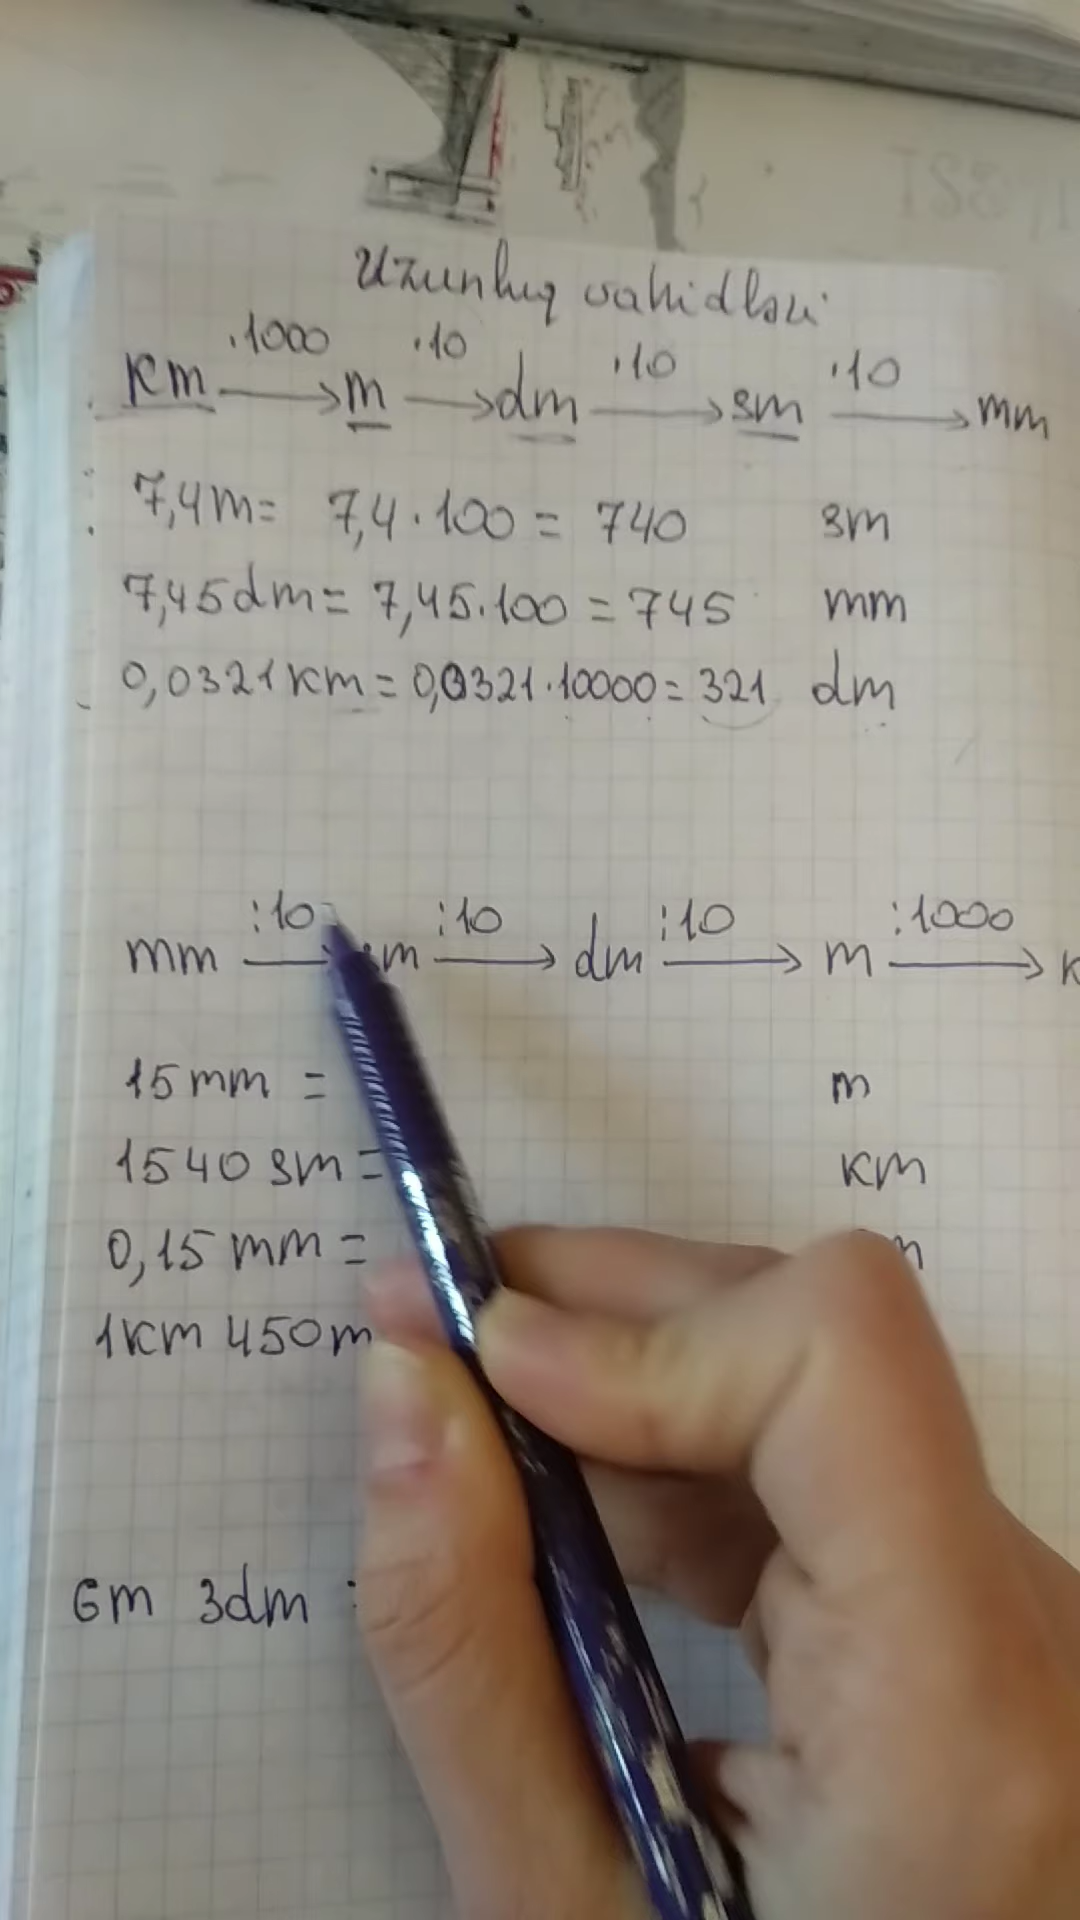 Uzunluq vahidləri
.1000 .10 .10 .10
km → m → dm → sm → mm
7,4m = 7,4 · 100 = 740 sm
7,45dm = 7,45·100 = 745 mm
0,0321km = 0,0321·10000 = 321 dm
:10 :10 :10 :1000
mm → m → dm → m → k
15mm = m
1540 sm = km
0,15 mm = m
1km 450m
6m 3dm